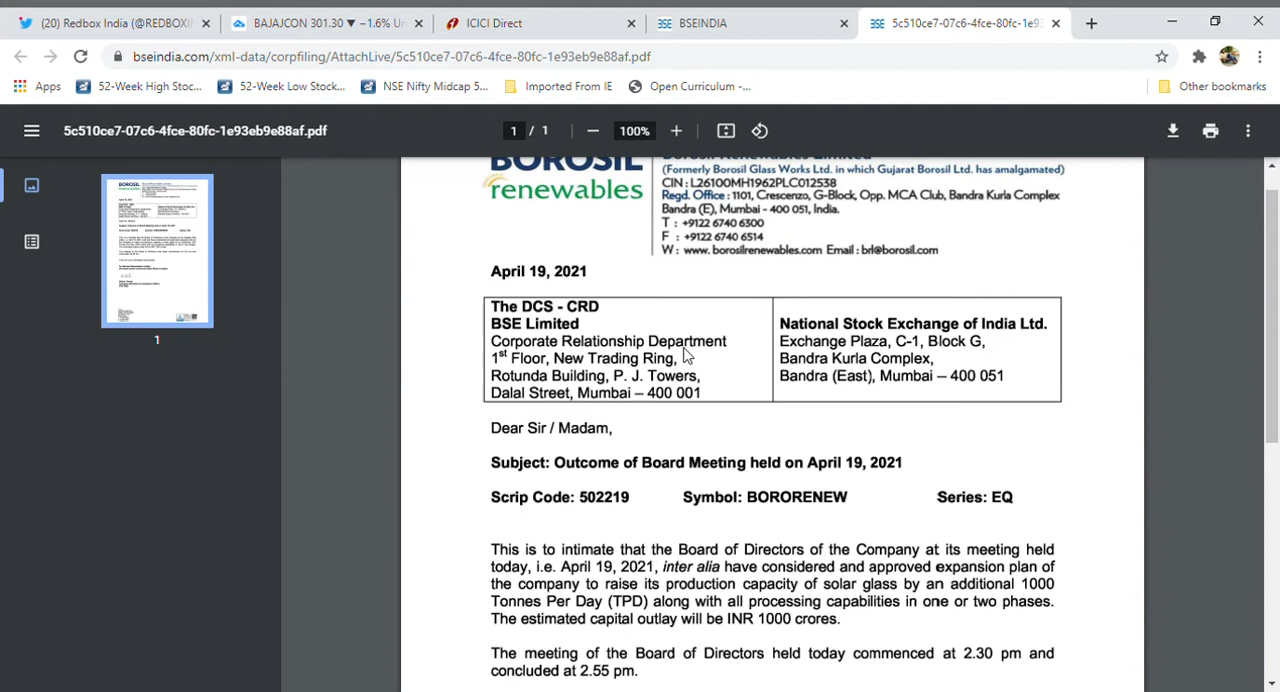 (20) Redbox India (@REDBOXIN
BAJAJCON 301.30 ▼ −1.6% Un
ICICI Direct
BSEINDIA
5c510ce7-07c6-4fce-80fc-1e93
bseindia.com/xml-data/corpfiling/AttachLive/5c510ce7-07c6-4fce-80fc-1e93eb9e88af.pdf
Apps
52-Week High Stoc...
52-Week Low Stock...
NSE Nifty Midcap 5...
Imported From IE
Open Curriculum -...
Other bookmarks
5c510ce7-07c6-4fce-80fc-1e93eb9e88af.pdf
1 / 1
100%
1
BOROSIL
renewables
Borosil Renewables Limited
(Formerly Borosil Glass Works Ltd. in which Gujarat Borosil Ltd. has amalgamated)
CIN : L26100MH1962PLC012538
Regd. Office : 1101, Crescenzo, G-Block, Opp. MCA Club, Bandra Kurla Complex
Bandra (E), Mumbai - 400 051, India.
T : +9122 6740 6300
F : +9122 6740 6514
W : www. borosilrenewables.com Email : brl@borosil.com
April 19, 2021
The DCS - CRD
BSE Limited
Corporate Relationship Department
1st Floor, New Trading Ring,
Rotunda Building, P. J. Towers,
Dalal Street, Mumbai – 400 001
National Stock Exchange of India Ltd.
Exchange Plaza, C-1, Block G,
Bandra Kurla Complex,
Bandra (East), Mumbai – 400 051
Dear Sir / Madam,
Subject: Outcome of Board Meeting held on April 19, 2021
Scrip Code: 502219 Symbol: BORORENEW Series: EQ
This is to intimate that the Board of Directors of the Company at its meeting held
today, i.e. April 19, 2021, inter alia have considered and approved expansion plan of
the company to raise its production capacity of solar glass by an additional 1000
Tonnes Per Day (TPD) along with all processing capabilities in one or two phases.
The estimated capital outlay will be INR 1000 crores.
The meeting of the Board of Directors held today commenced at 2.30 pm and
concluded at 2.55 pm.